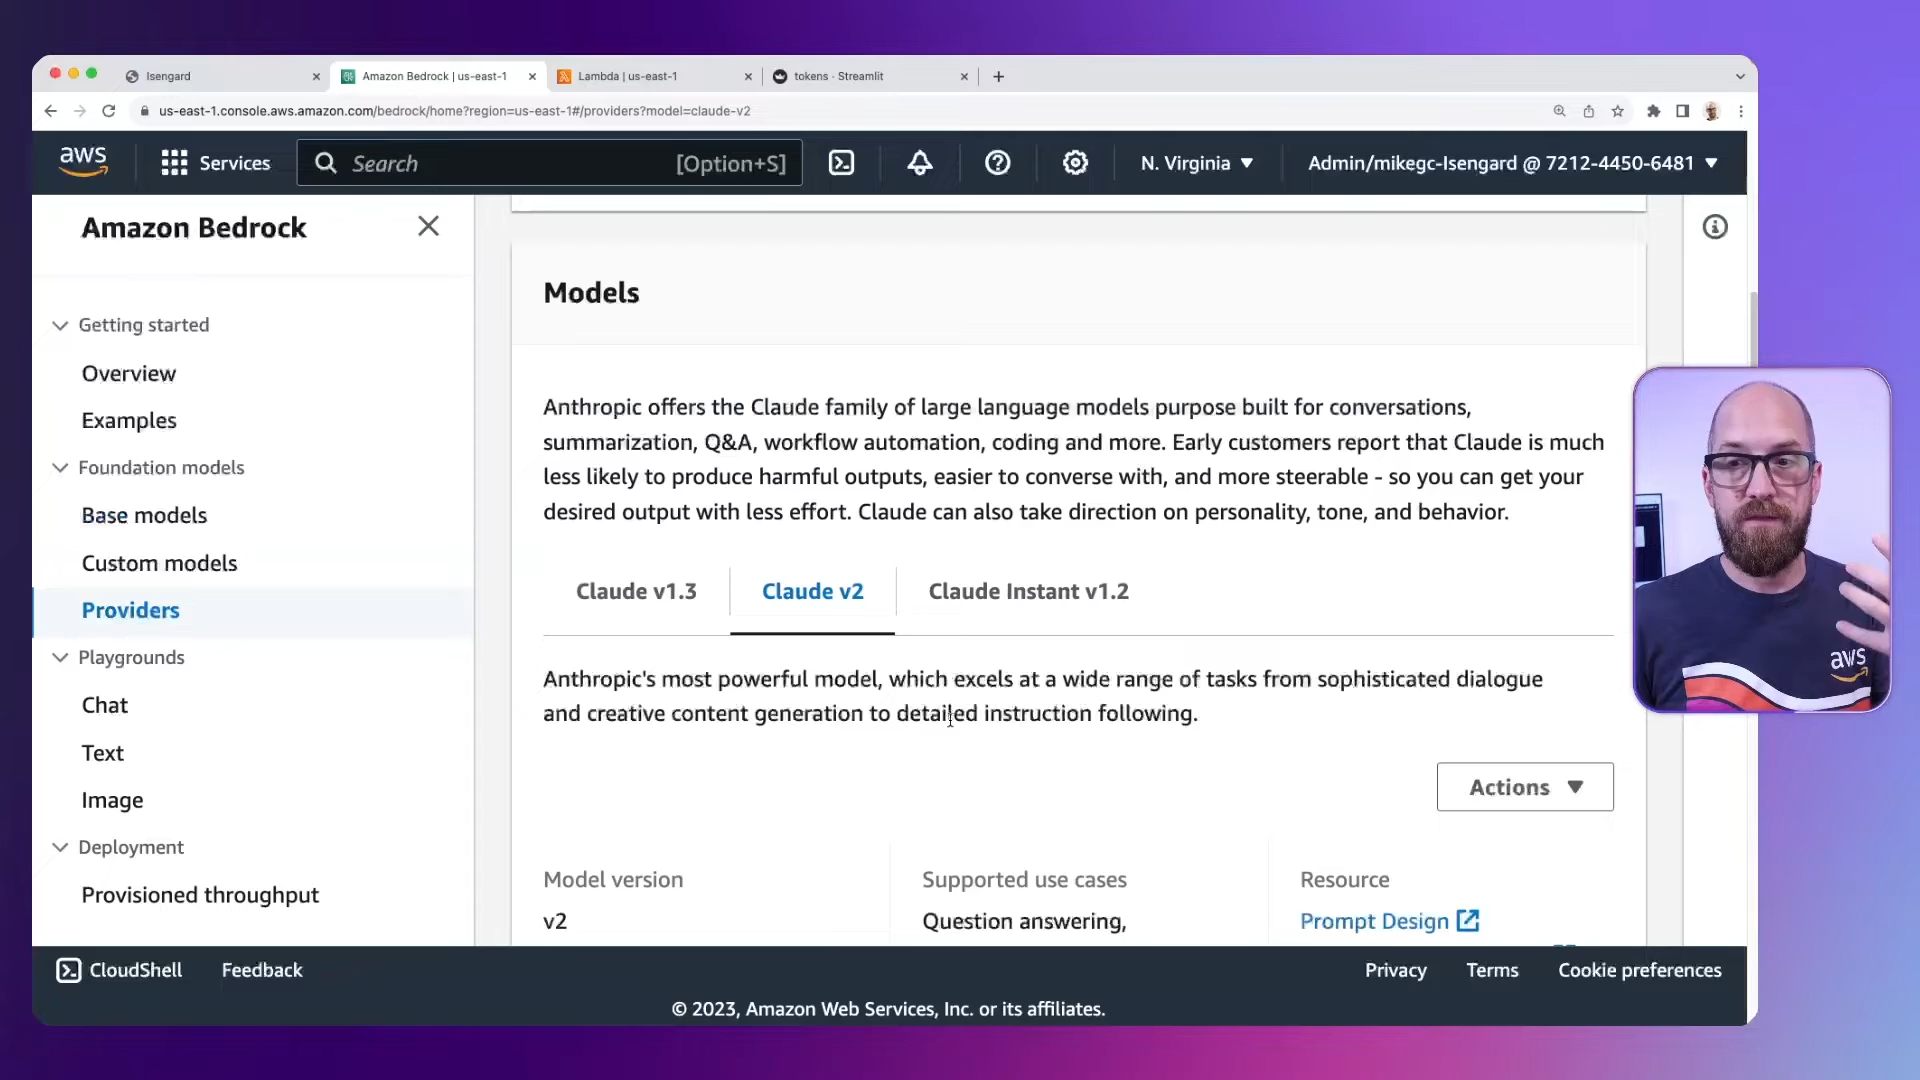 Isengard
Amazon Bedrock | us-east-1
Lambda | us-east-1
tokens · Streamlit
us-east-1.console.aws.amazon.com/bedrock/home?region=us-east-1#/providers?model=claude-v2
aws
Services
Search
[Option+S]
N. Virginia
Admin/mikegc-Isengard @ 7212-4450-6481
Amazon Bedrock
Getting started
Overview
Examples
Foundation models
Base models
Custom models
Providers
Playgrounds
Chat
Text
Image
Deployment
Provisioned throughput
Models
Anthropic offers the Claude family of large language models purpose built for conversations,
summarization, Q&A, workflow automation, coding and more. Early customers report that Claude is much
less likely to produce harmful outputs, easier to converse with, and more steerable - so you can get your
desired output with less effort. Claude can also take direction on personality, tone, and behavior.
Claude v1.3
Claude v2
Claude Instant v1.2
Anthropic's most powerful model, which excels at a wide range of tasks from sophisticated dialogue
and creative content generation to detailed instruction following.
Actions
Model version
v2
Supported use cases
Question answering,
Resource
Prompt Design
aws
CloudShell
Feedback
Privacy
Terms
Cookie preferences
© 2023, Amazon Web Services, Inc. or its affiliates.